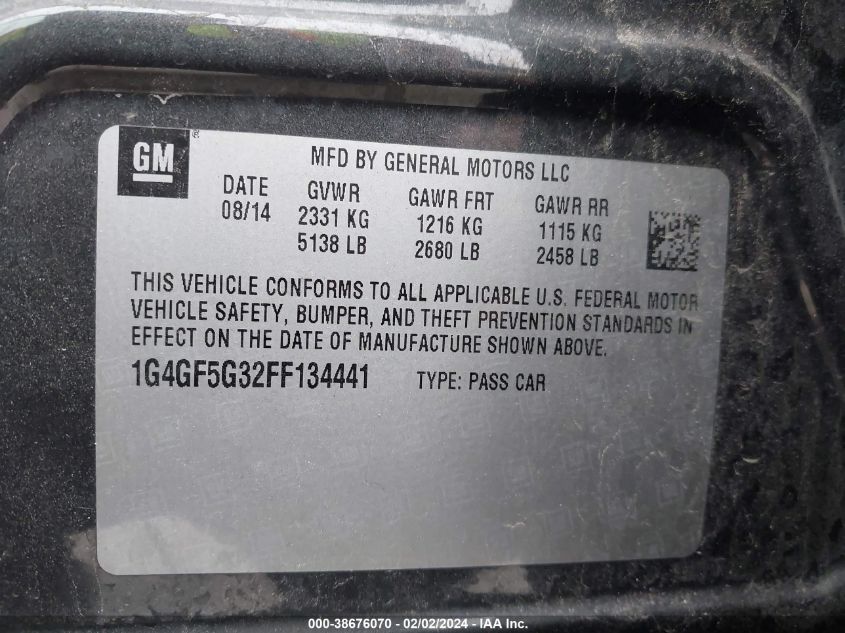 GM ®
MFD BY GENERAL MOTORS LLC
DATE GVWR GAWR FRT GAWR RR
08/14 2331 KG 1216 KG 1115 KG
5138 LB 2680 LB 2458 LB
THIS VEHICLE CONFORMS TO ALL APPLICABLE U.S. FEDERAL MOTOR
VEHICLE SAFETY, BUMPER, AND THEFT PREVENTION STANDARDS IN
EFFECT ON THE DATE OF MANUFACTURE SHOWN ABOVE.
1G4GF5G32FF134441 TYPE: PASS CAR
000-38676070 - 02/02/2024 - IAA Inc.